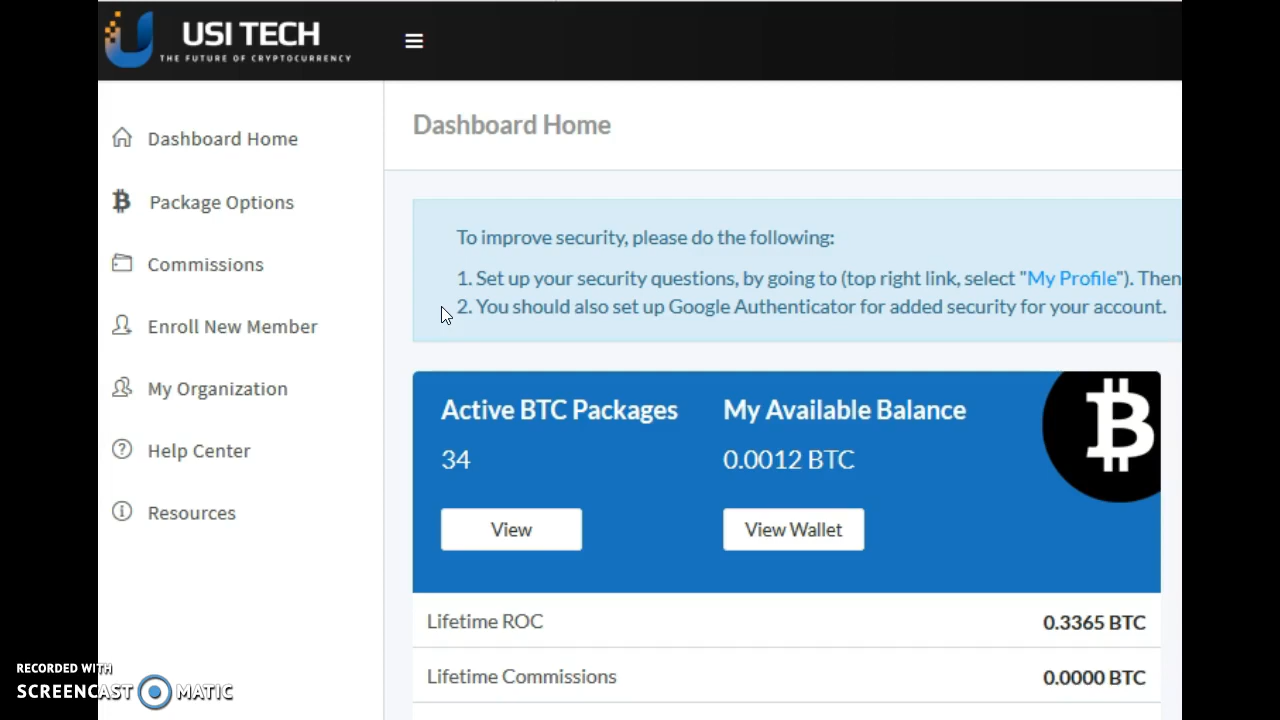 USI TECH
THE FUTURE OF CRYPTOCURRENCY
Dashboard Home
Package Options
Commissions
Enroll New Member
My Organization
Help Center
Resources
Dashboard Home
To improve security, please do the following:
1. Set up your security questions, by going to (top right link, select "My Profile"). Then
2. You should also set up Google Authenticator for added security for your account.
Active BTC Packages
My Available Balance
34
0.0012 BTC
View
View Wallet
Lifetime ROC
0.3365 BTC
Lifetime Commissions
0.0000 BTC
RECORDED WITH
SCREENCAST MATIC